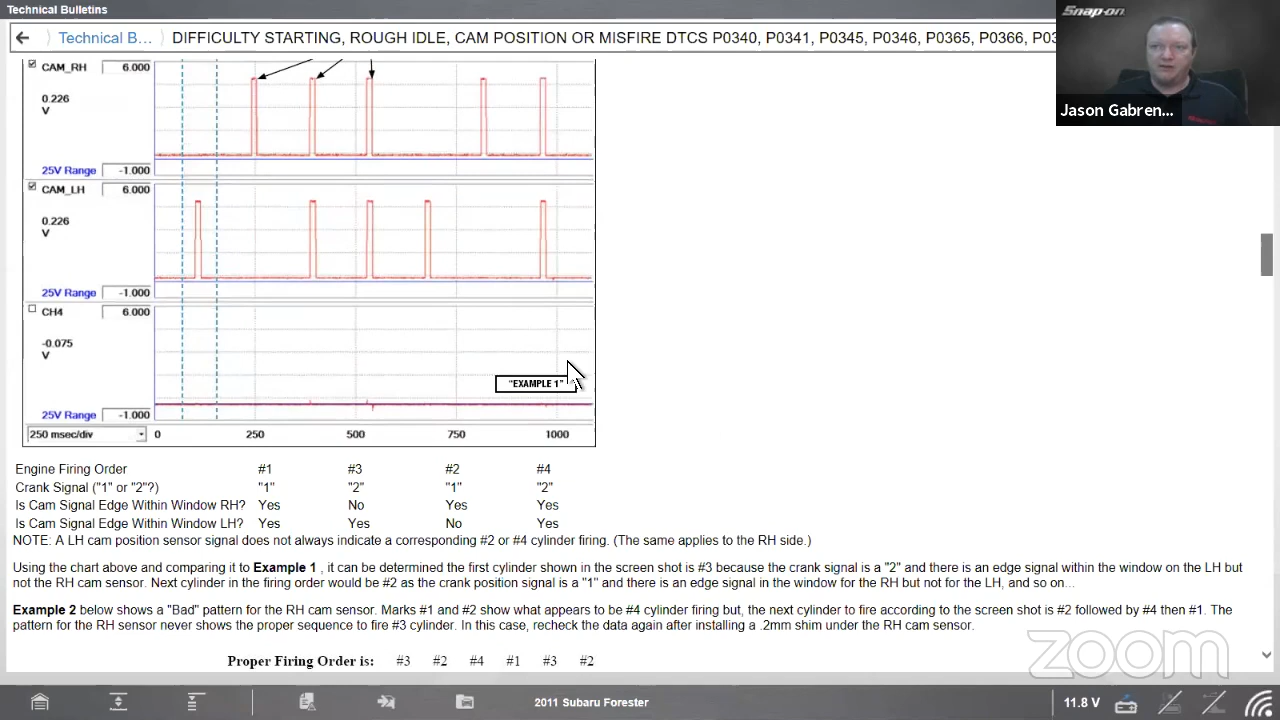 Technical Bulletins
Snap-on
Technical B... DIFFICULTY STARTING, ROUGH IDLE, CAM POSITION OR MISFIRE DTCS P0340, P0341, P0345, P0346, P0365, P0366, P03
Jason Gabren...
CAM_RH 6.000
0.226
V
25V Range -1.000
CAM_LH 6.000
0.226
V
25V Range -1.000
CH4 6.000
-0.075
V
"EXAMPLE 1"
25V Range -1.000
250 msec/div 0 250 500 750 1000
Engine Firing Order #1 #3 #2 #4
Crank Signal ("1" or "2"?) "1" "2" "1" "2"
Is Cam Signal Edge Within Window RH? Yes No Yes Yes
Is Cam Signal Edge Within Window LH? Yes Yes No Yes
NOTE: A LH cam position sensor signal does not always indicate a corresponding #2 or #4 cylinder firing. (The same applies to the RH side.)
Using the chart above and comparing it to Example 1 , it can be determined the first cylinder shown in the screen shot is #3 because the crank signal is a "2" and there is an edge signal within the window on the LH but
not the RH cam sensor. Next cylinder in the firing order would be #2 as the crank position signal is a "1" and there is an edge signal in the window for the RH but not for the LH, and so on...
Example 2 below shows a "Bad" pattern for the RH cam sensor. Marks #1 and #2 show what appears to be #4 cylinder firing but, the next cylinder to fire according to the screen shot is #2 followed by #4 then #1. The
pattern for the RH sensor never shows the proper sequence to fire #3 cylinder. In this case, recheck the data again after installing a .2mm shim under the RH cam sensor.
Proper Firing Order is: #3 #2 #4 #1 #3 #2
zoom
2011 Subaru Forester
11.8 V